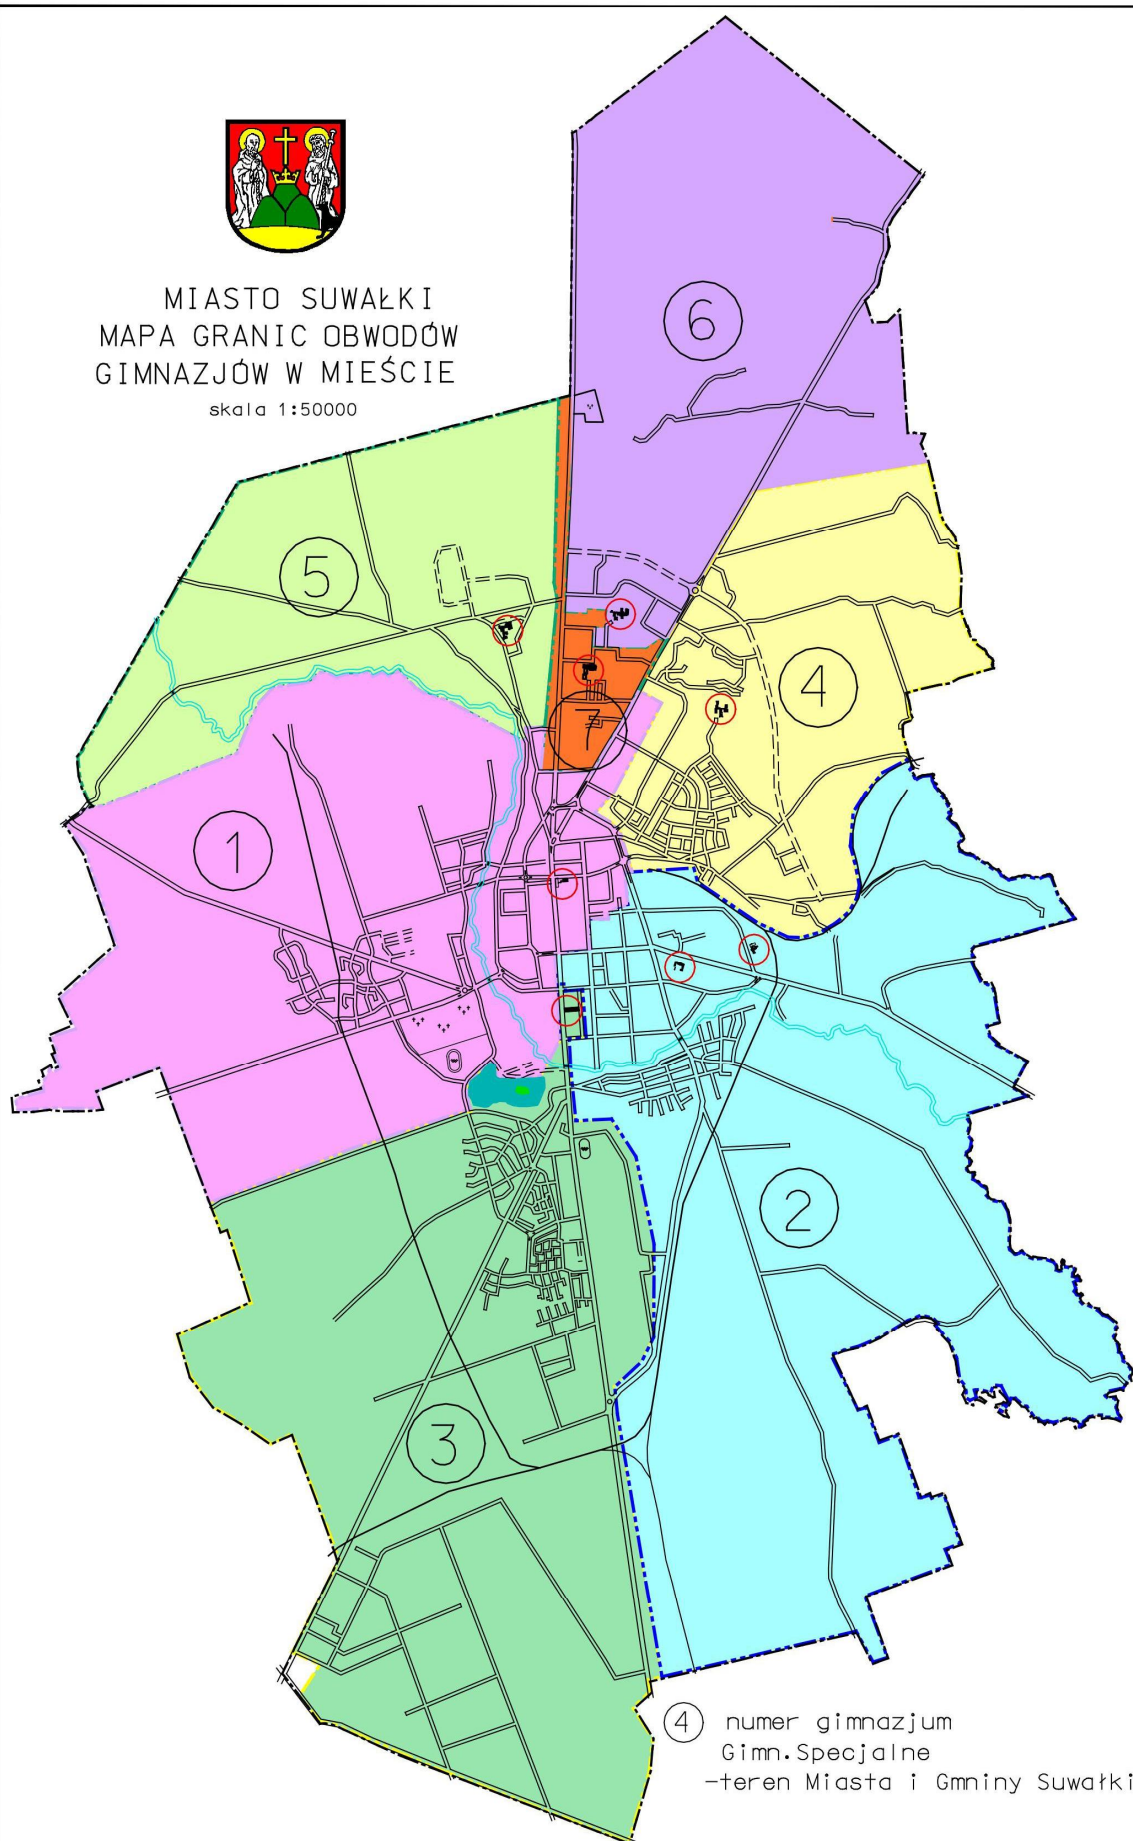 MIASTO SUWAŁKI
MAPA GRANIC OBWODÓW
GIMNAZJÓW W MIEŚCIE
skala 1:50000
6
5
4
7
1
2
3
4 numer gimnazjum
Gimn.Specjalne
-teren Miasta i Gmniny Suwałki